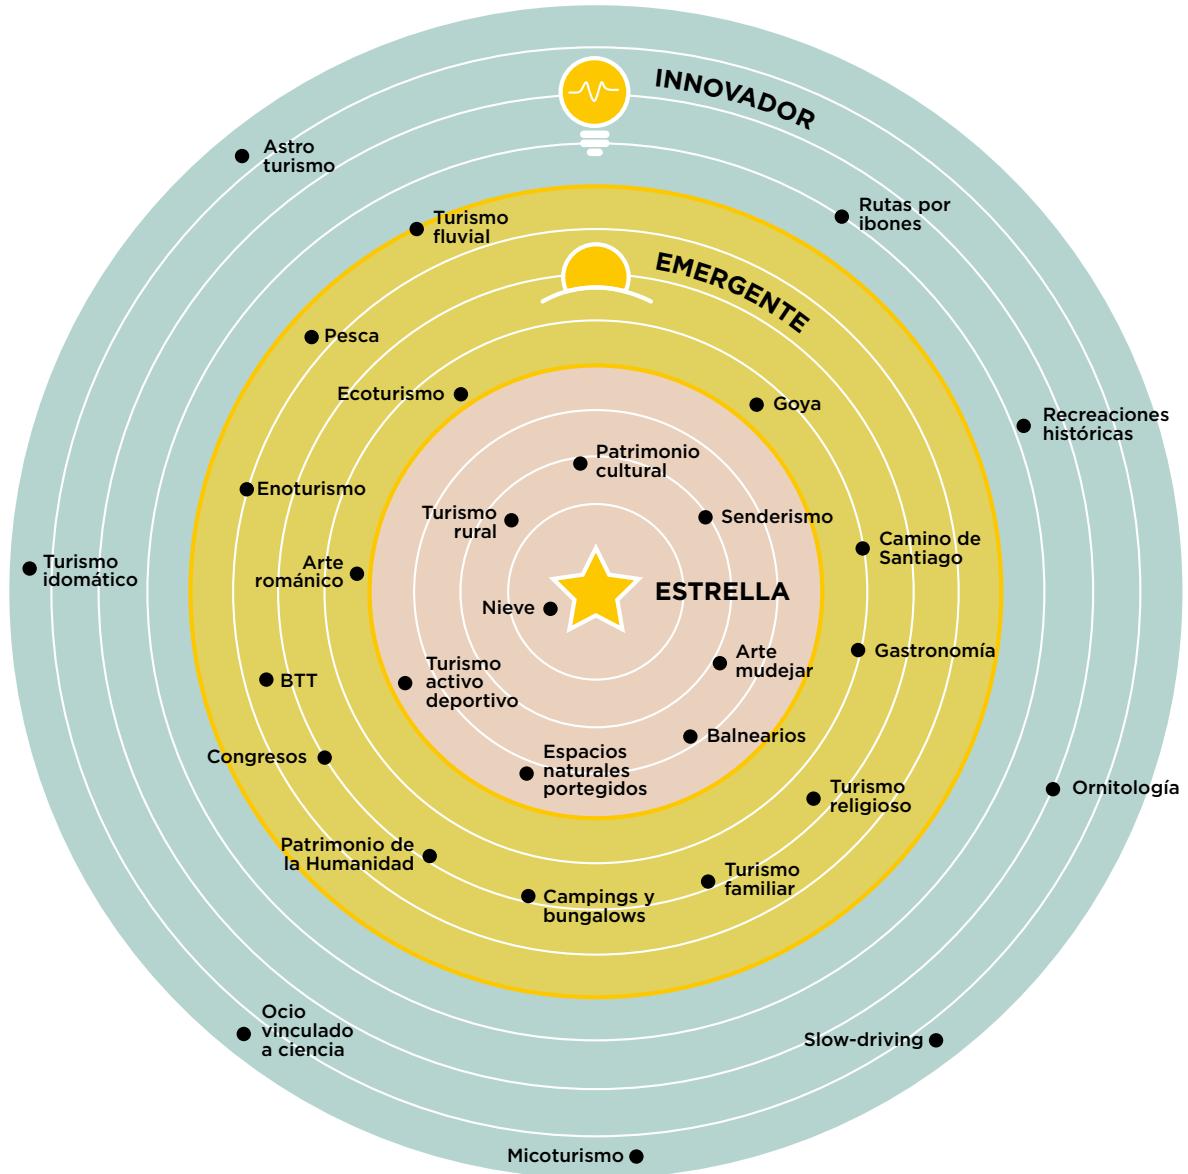 INNOVADOR
Astro
turismo
Rutas por
ibones
Turismo
fluvial
EMERGENTE
Pesca
Ecoturismo
Goya
Recreaciones
históricas
Patrimonio
cultural
Enoturismo
Turismo
rural
Senderismo
Camino de
Santiago
Turismo
idomático
Arte
románico
ESTRELLA
Nieve
Arte
mudejar
Gastronomía
BTT
Turismo
activo
deportivo
Balnearios
Congresos
Espacios
naturales
portegidos
Turismo
religioso
Ornitología
Patrimonio de
la Humanidad
Turismo
familiar
Campings y
bungalows
Ocio
vinculado
a ciencia
Slow-driving
Micoturismo